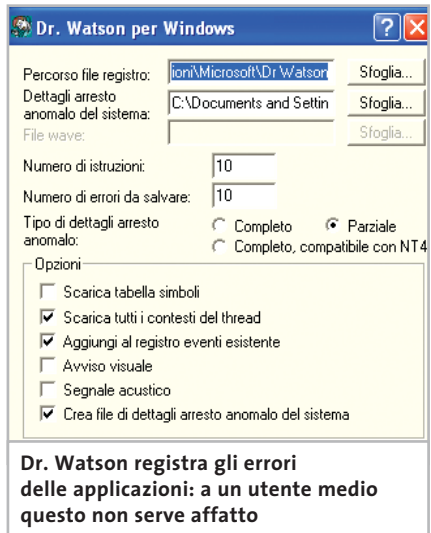 Dr. Watson per Windows
Percorso file registro: ioni\Microsoft\Dr Watson Sfoglia...
Dettagli arresto
anomalo del sistema: C:\Documents and Settin Sfoglia...
File wave: Sfoglia...
Numero di istruzioni: 10
Numero di errori da salvare: 10
Tipo di dettagli arresto
anomalo: Completo Parziale
Completo, compatibile con NT4
Opzioni
Scarica tabella simboli
Scarica tutti i contesti del thread
Aggiungi al registro eventi esistente
Avviso visuale
Segnale acustico
Crea file di dettagli arresto anomalo del sistema
Dr. Watson registra gli errori
delle applicazioni: a un utente medio
questo non serve affatto